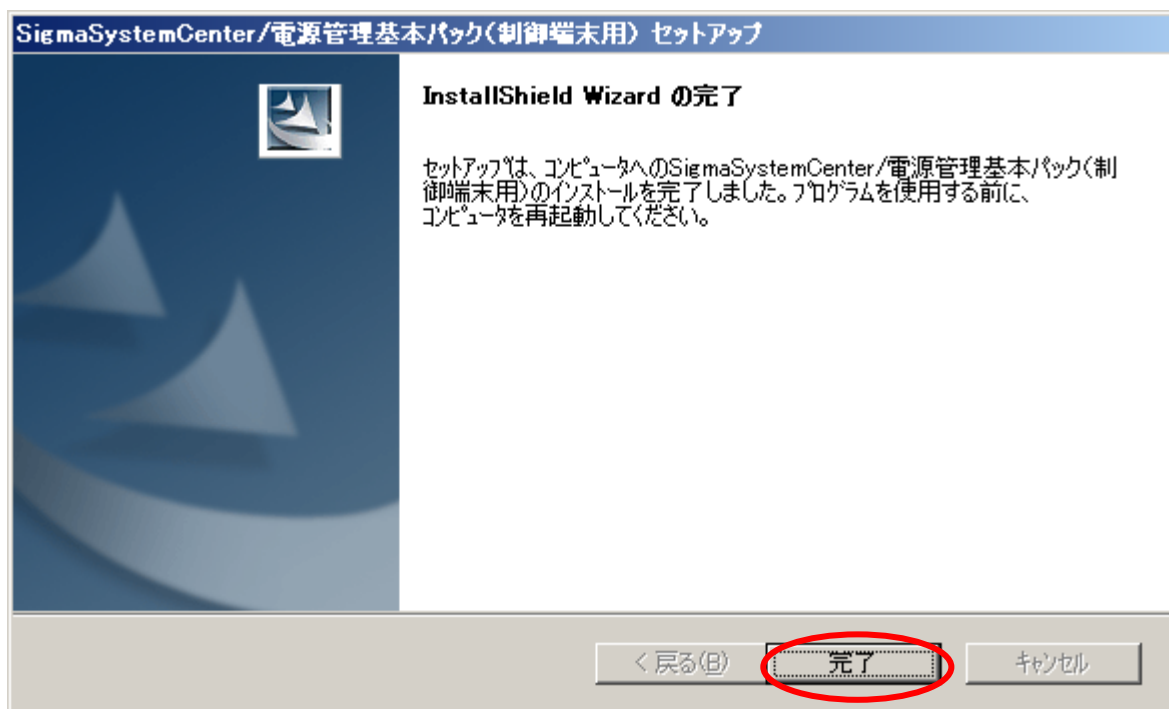 SigmaSystemCenter/電源管理基本パック(制御端末用) セットアップ
InstallShield Wizard の完了
セットアップは、コンピュータへのSigmaSystemCenter/電源管理基本パック(制
御端末用)のインストールを完了しました。プログラムを使用する前に、
コンピュータを再起動してください。
< 戻る(B)
完了
キャンセル